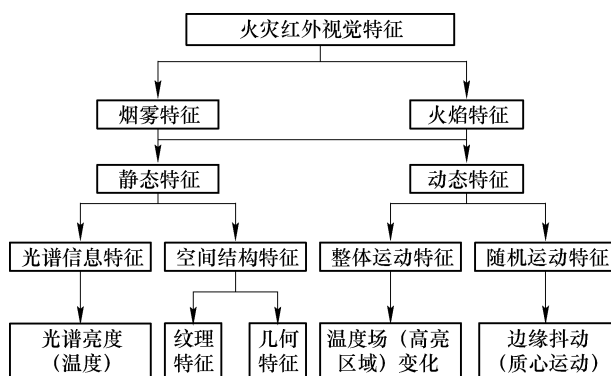 火灾红外视觉特征
烟雾特征
火焰特征
静态特征
动态特征
光谱信息特征
空间结构特征
整体运动特征
随机运动特征
光谱亮度
（温度）
纹理
特征
几何
特征
温度场（高亮
区域）变化
边缘抖动
（质心运动）